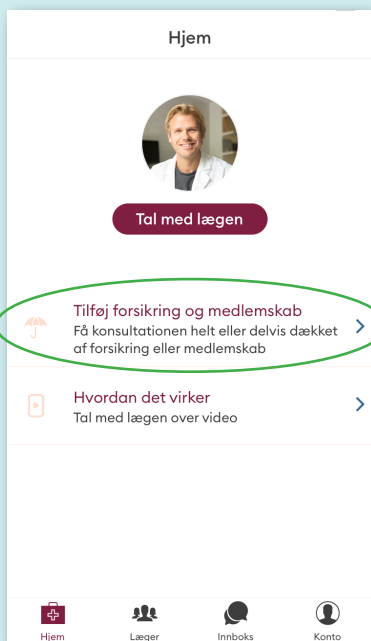 Hjem
Tal med lægen
Tilføj forsikring og medlemskab
Få konsultationen helt eller delvis dækket
af forsikring eller medlemskab
Hvordan det virker
Tal med lægen over video
Hjem
Læger
Innboks
Konto